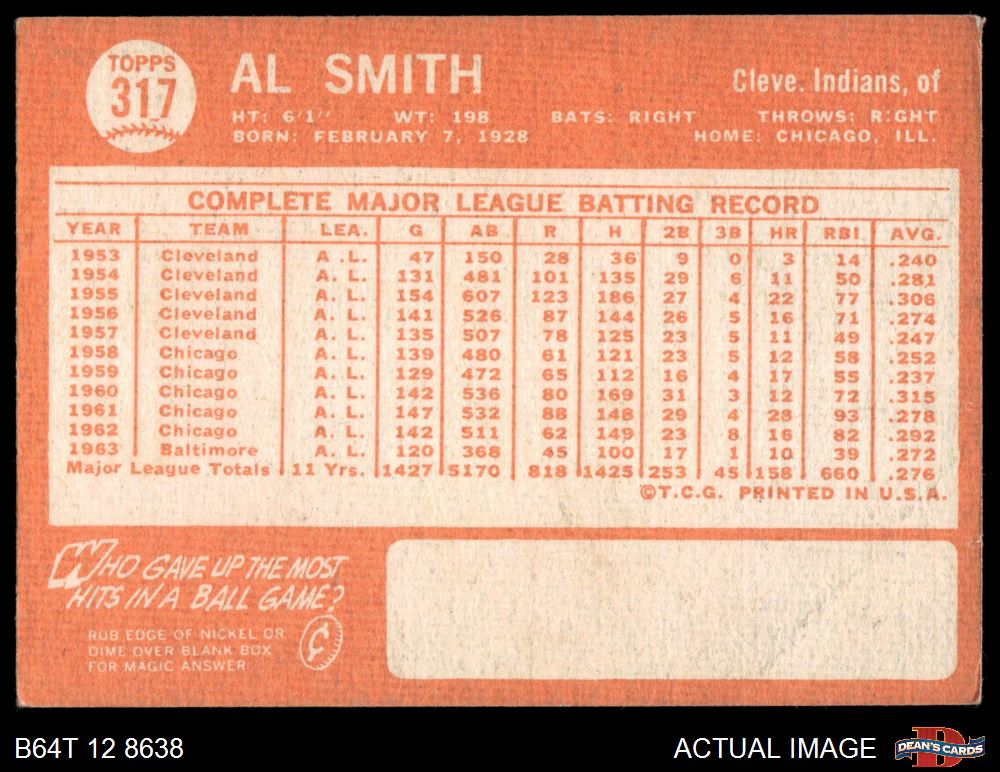 TOPPS
317
AL SMITH
Cleve. Indians, of
HT: 6'1" WT: 198 BATS: RIGHT THROWS: RIGHT
BORN: FEBRUARY 7, 1928 HOME: CHICAGO, ILL.
COMPLETE MAJOR LEAGUE BATTING RECORD
YEAR TEAM LEA. G AB R H 2B 3B HR RBI AVG.
1953 Cleveland A.L. 47 150 28 36 9 0 3 14 .240
1954 Cleveland A. L. 131 481 101 135 29 6 11 50 .281
1955 Cleveland A. L. 154 607 123 186 27 4 22 77 .306
1956 Cleveland A. L. 141 526 87 144 26 5 16 71 .274
1957 Cleveland A. L. 135 507 78 125 23 5 11 49 .247
1958 Chicago A. L. 139 480 61 121 23 5 12 58 .252
1959 Chicago A. L. 129 472 65 112 16 4 17 55 .237
1960 Chicago A. L. 142 536 80 169 31 3 12 72 .315
1961 Chicago A. L. 147 532 88 148 29 4 28 93 .278
1962 Chicago A. L. 142 511 62 149 23 8 16 82 .292
1963 Baltimore A. L. 120 368 45 100 17 1 10 39 .272
Major League Totals 11 Yrs. 1427 5170 818 1425 253 45 158 660 .276
©T.C.G. PRINTED IN U.S.A.
WHO GAVE UP THE MOST
HITS IN A BALL GAME?
RUB EDGE OF NICKEL OR
DIME OVER BLANK BOX
FOR MAGIC ANSWER
¢
B64T 12 8638
ACTUAL IMAGE
DEAN'S CARDS